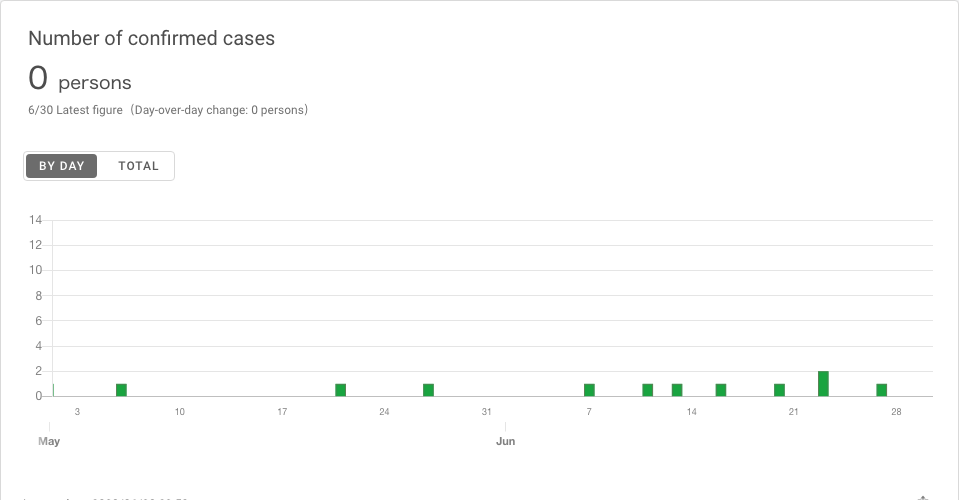 Number of confirmed cases
0 persons
6/30 Latest figure（Day-over-day change: 0 persons）
BY DAY TOTAL
14
12
10
8
6
4
2
0
3 10 17 24 31 7 14 21 28
May Jun